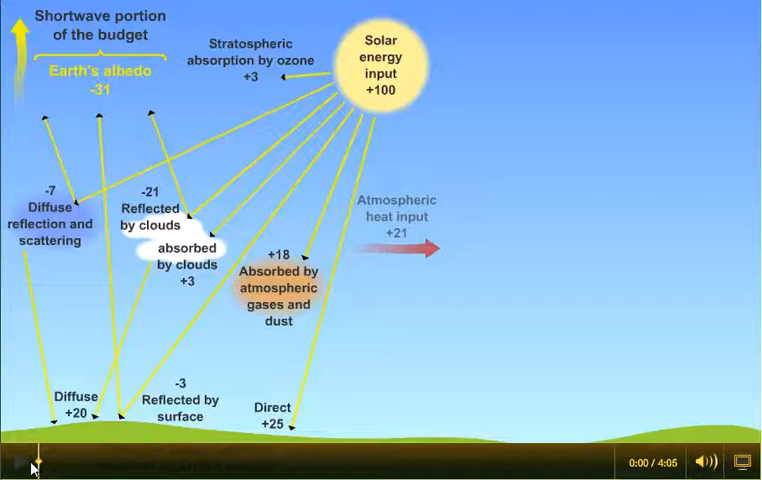 Shortwave portion
of the budget
Earth's albedo
-31
Stratospheric
absorption by ozone
+3
Solar
energy
input
+100
-7
Diffuse
reflection and
scattering
-21
Reflected
by clouds
absorbed
by clouds
+3
+18
Absorbed by
atmospheric
gases and
dust
Atmospheric
heat input
+21
Diffuse
+20
-3
Reflected by
surface
Direct
+25
0:00 / 4:05